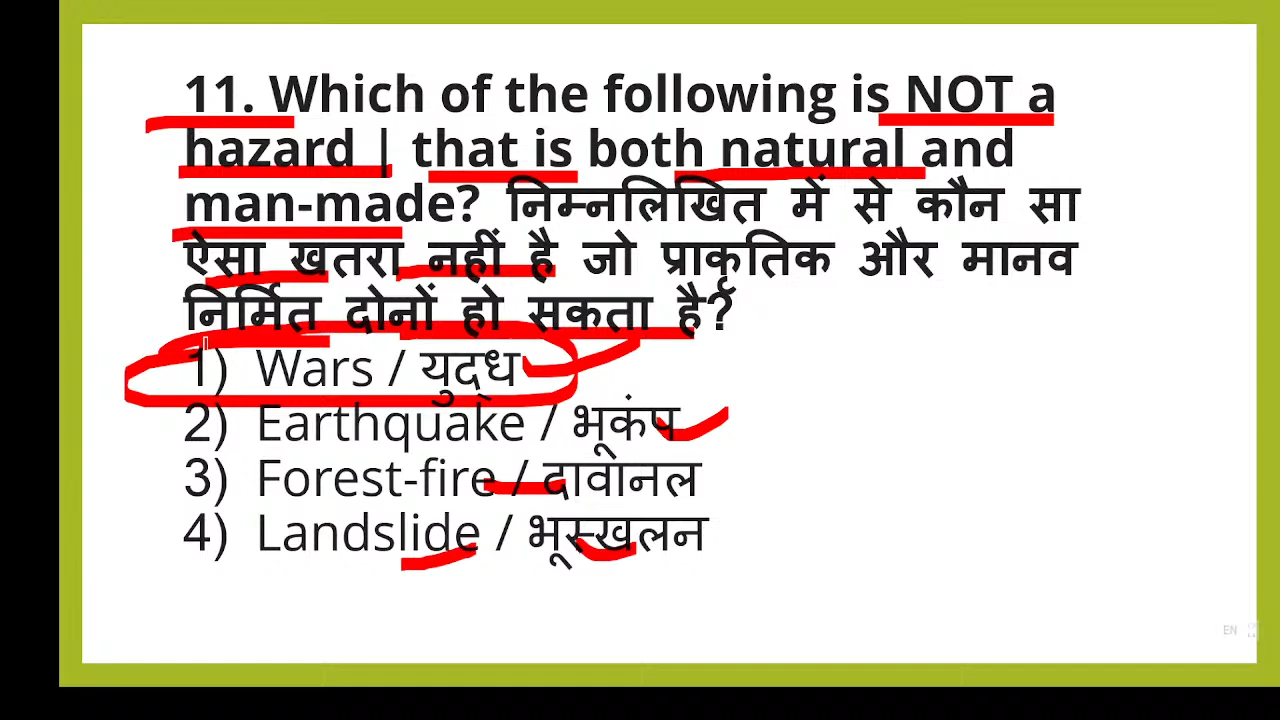 11. Which of the following is NOT a
hazard | that is both natural and
man-made? निम्नलिखित में से कौन सा
ऐसा खतरा नहीं है जो प्राकृतिक और मानव
निर्मित दोनों हो सकता है?
1) Wars / युद्ध
2) Earthquake / भूकंप
3) Forest-fire / दावानल
4) Landslide / भूस्खलन
EN